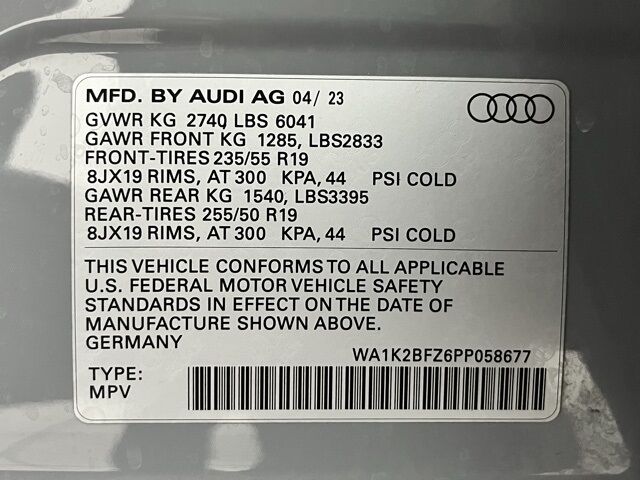 MFD. BY AUDI AG 04/ 23
GVWR KG 2740 LBS 6041
GAWR FRONT KG 1285, LBS2833
FRONT-TIRES 235/55 R19
8JX19 RIMS, AT 300 KPA, 44 PSI COLD
GAWR REAR KG 1540, LBS3395
REAR-TIRES 255/50 R19
8JX19 RIMS, AT 300 KPA, 44 PSI COLD
THIS VEHICLE CONFORMS TO ALL APPLICABLE
U.S. FEDERAL MOTOR VEHICLE SAFETY
STANDARDS IN EFFECT ON THE DATE OF
MANUFACTURE SHOWN ABOVE.
GERMANY
WA1K2BFZ6PP058677
TYPE:
MPV